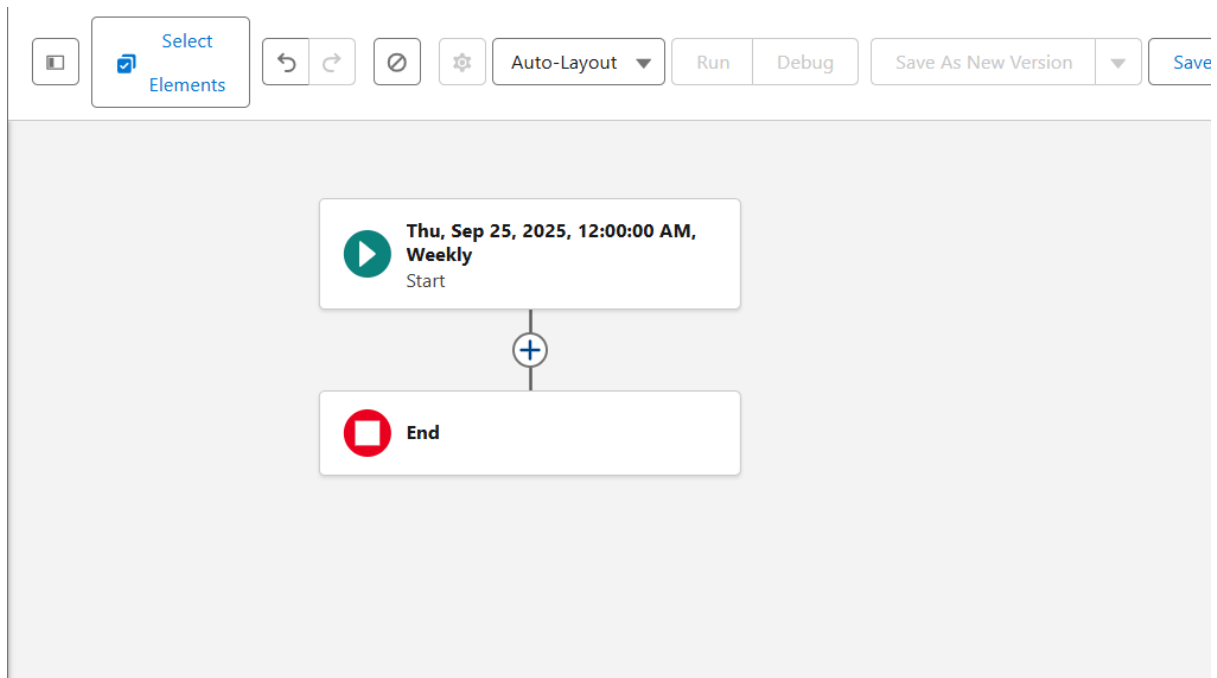 Select
Elements
Auto-Layout
Run
Debug
Save As New Version
Save
Thu, Sep 25, 2025, 12:00:00 AM,
Weekly
Start
End